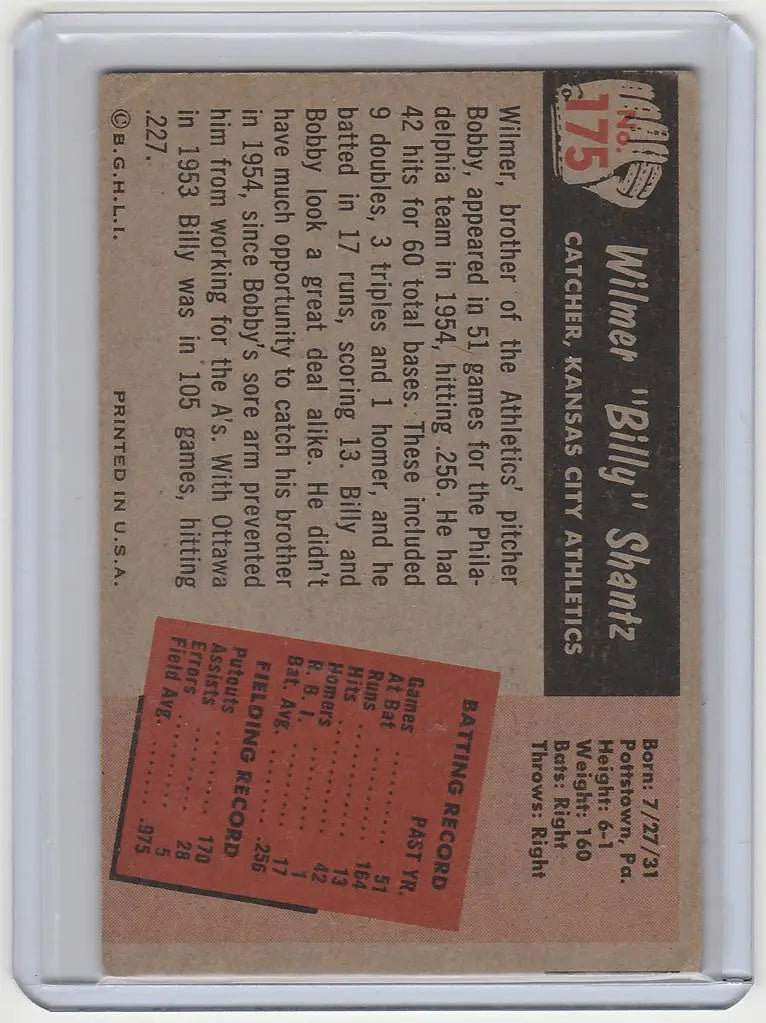 No.
175
Wilmer "Billy" Shantz
CATCHER, KANSAS CITY ATHLETICS
Born: 7/27/31
Pottstown, Pa.
Height: 6-1
Weight: 160
Bats: Right
Throws: Right
Wilmer, brother of the Athletics' pitcher
Bobby, appeared in 51 games for the Phila-
delphia team in 1954, hitting .256. He had
42 hits for 60 total bases. These included
9 doubles, 3 triples and 1 homer, and he
batted in 17 runs, scoring 13. Billy and
Bobby look a great deal alike. He didn't
have much opportunity to catch his brother
in 1954, since Bobby's sore arm prevented
him from working for the A's. With Ottawa
in 1953 Billy was in 105 games, hitting
.227.
BATTING RECORD
PAST YR.
Games ........ 51
At Bat ........ 164
Runs ........ 13
Hits ........ 42
Homers ........ 1
R. B. I. ........ 17
Bat. Avg. ........ .256
FIELDING RECORD
Putouts ........ 170
Assists ........ 28
Errors ........ 5
Field Avg. ........ .975
©B.G.H.L.I. PRINTED IN U.S.A.